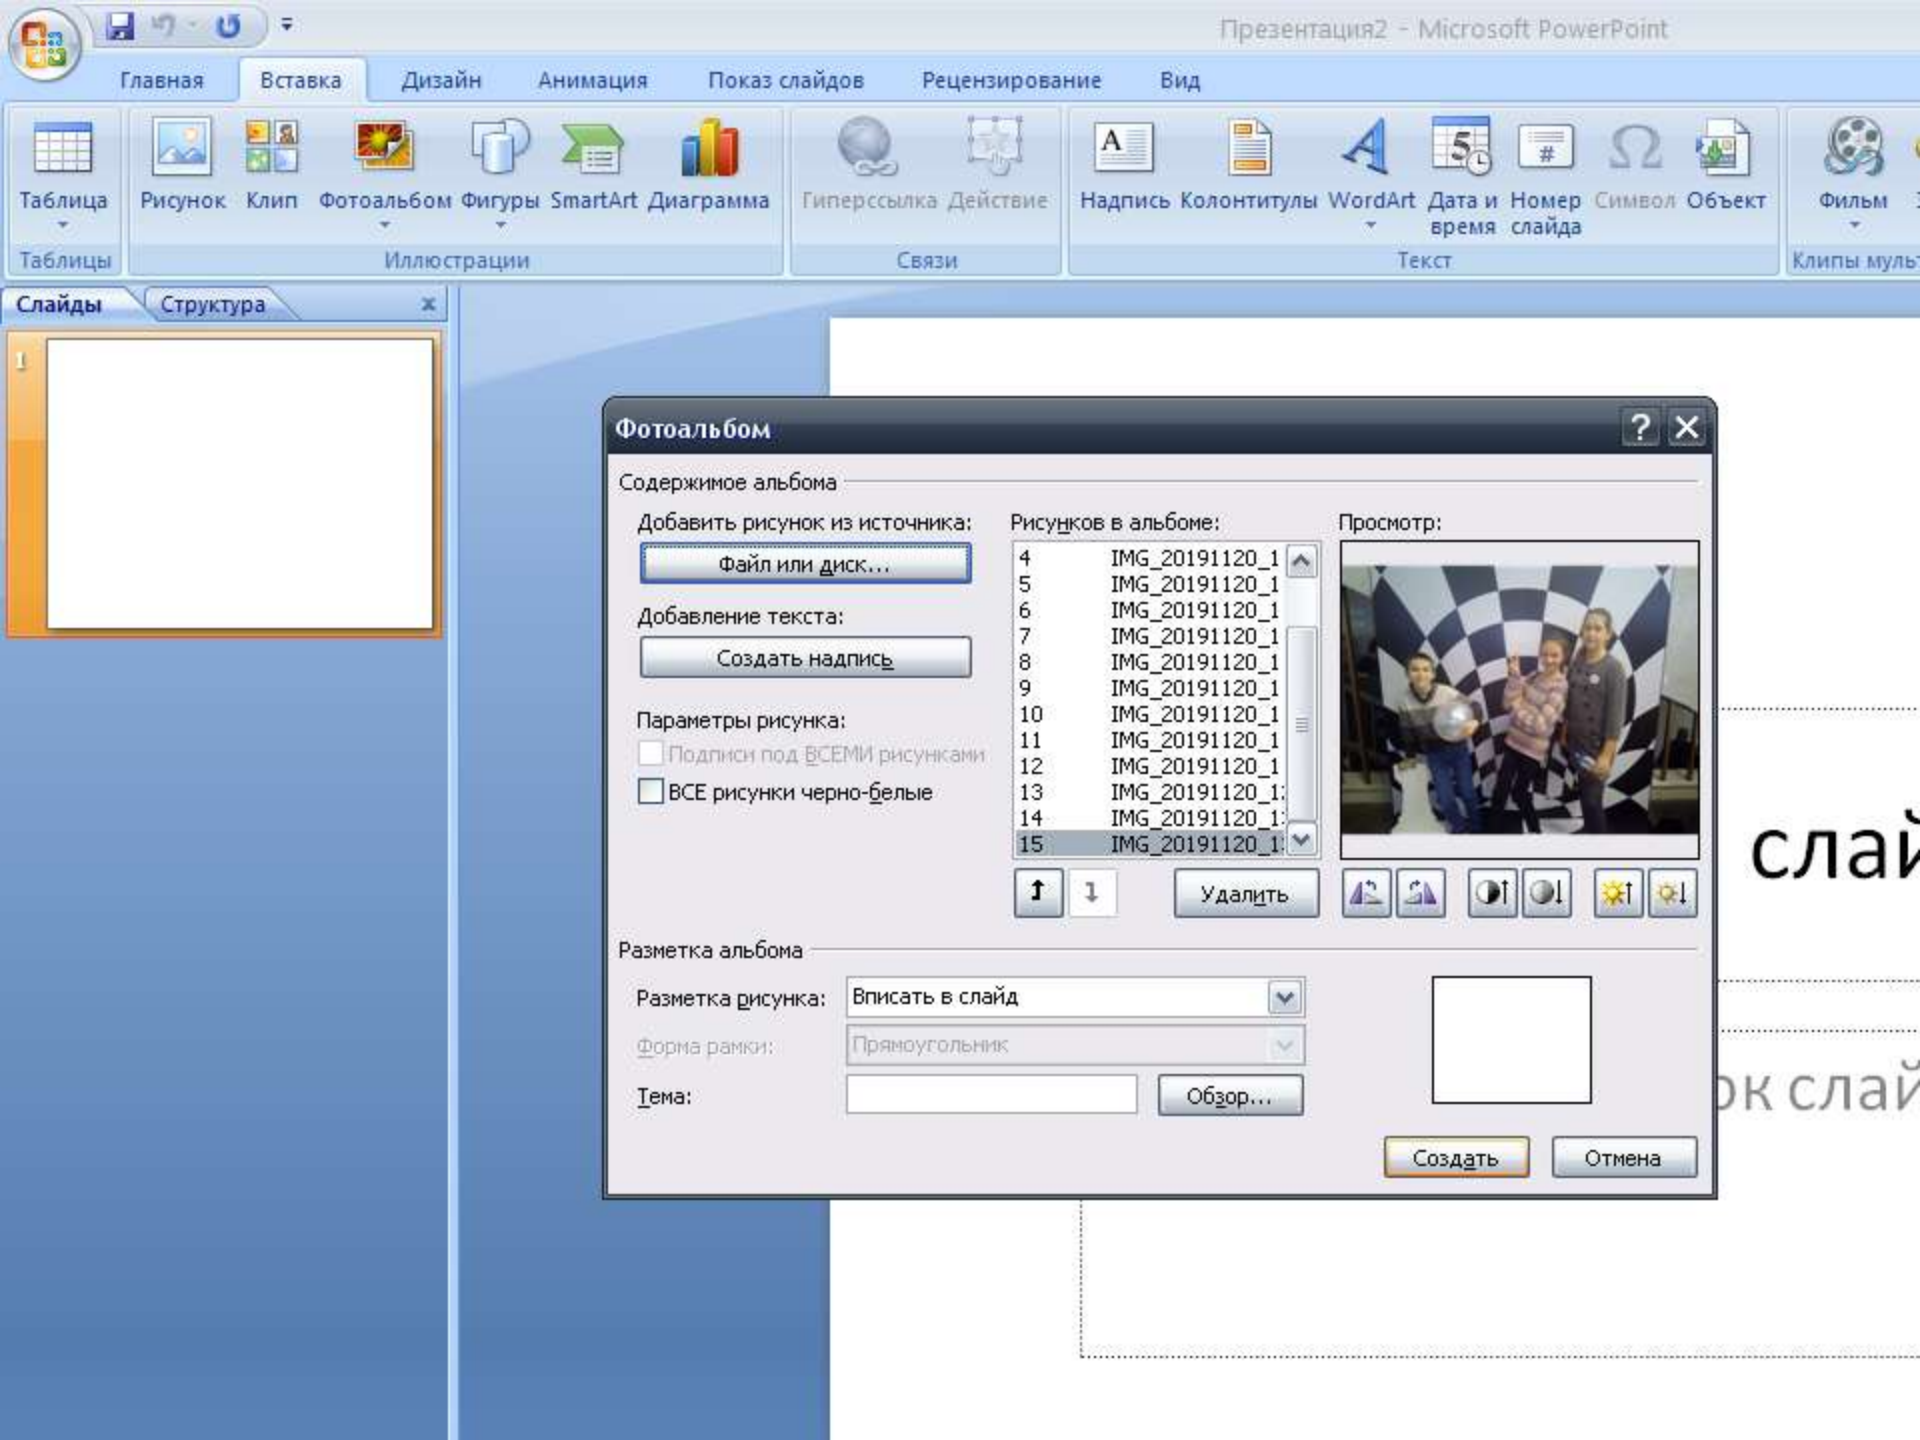 Презентация2 - Microsoft PowerPoint
Главная Вставка Дизайн Анимация Показ слайдов Рецензирование Вид
Таблица Рисунок Клип Фотоальбом Фигуры SmartArt Диаграмма Гиперссылка Действие Надпись Колонтитулы WordArt Дата и время Номер слайда Символ Объект Фильм
Таблицы Иллюстрации Связи Текст Клипы муль
Слайды Структура
1
Фотоальбом
Содержимое альбома
Добавить рисунок из источника: Рисунков в альбоме: Просмотр:
Файл или диск...
Добавление текста:
Создать надпись
Параметры рисунка:
Подписи под ВСЕМИ рисунками
ВСЕ рисунки черно-белые
4 IMG_20191120_1
5 IMG_20191120_1
6 IMG_20191120_1
7 IMG_20191120_1
8 IMG_20191120_1
9 IMG_20191120_1
10 IMG_20191120_1
11 IMG_20191120_1
12 IMG_20191120_1
13 IMG_20191120_1
14 IMG_20191120_1
15 IMG_20191120_1
Удалить
Разметка альбома
Разметка рисунка: Вписать в слайд
Форма рамки: Прямоугольник
Тема: Обзор...
Создать Отмена
слай
ок слай